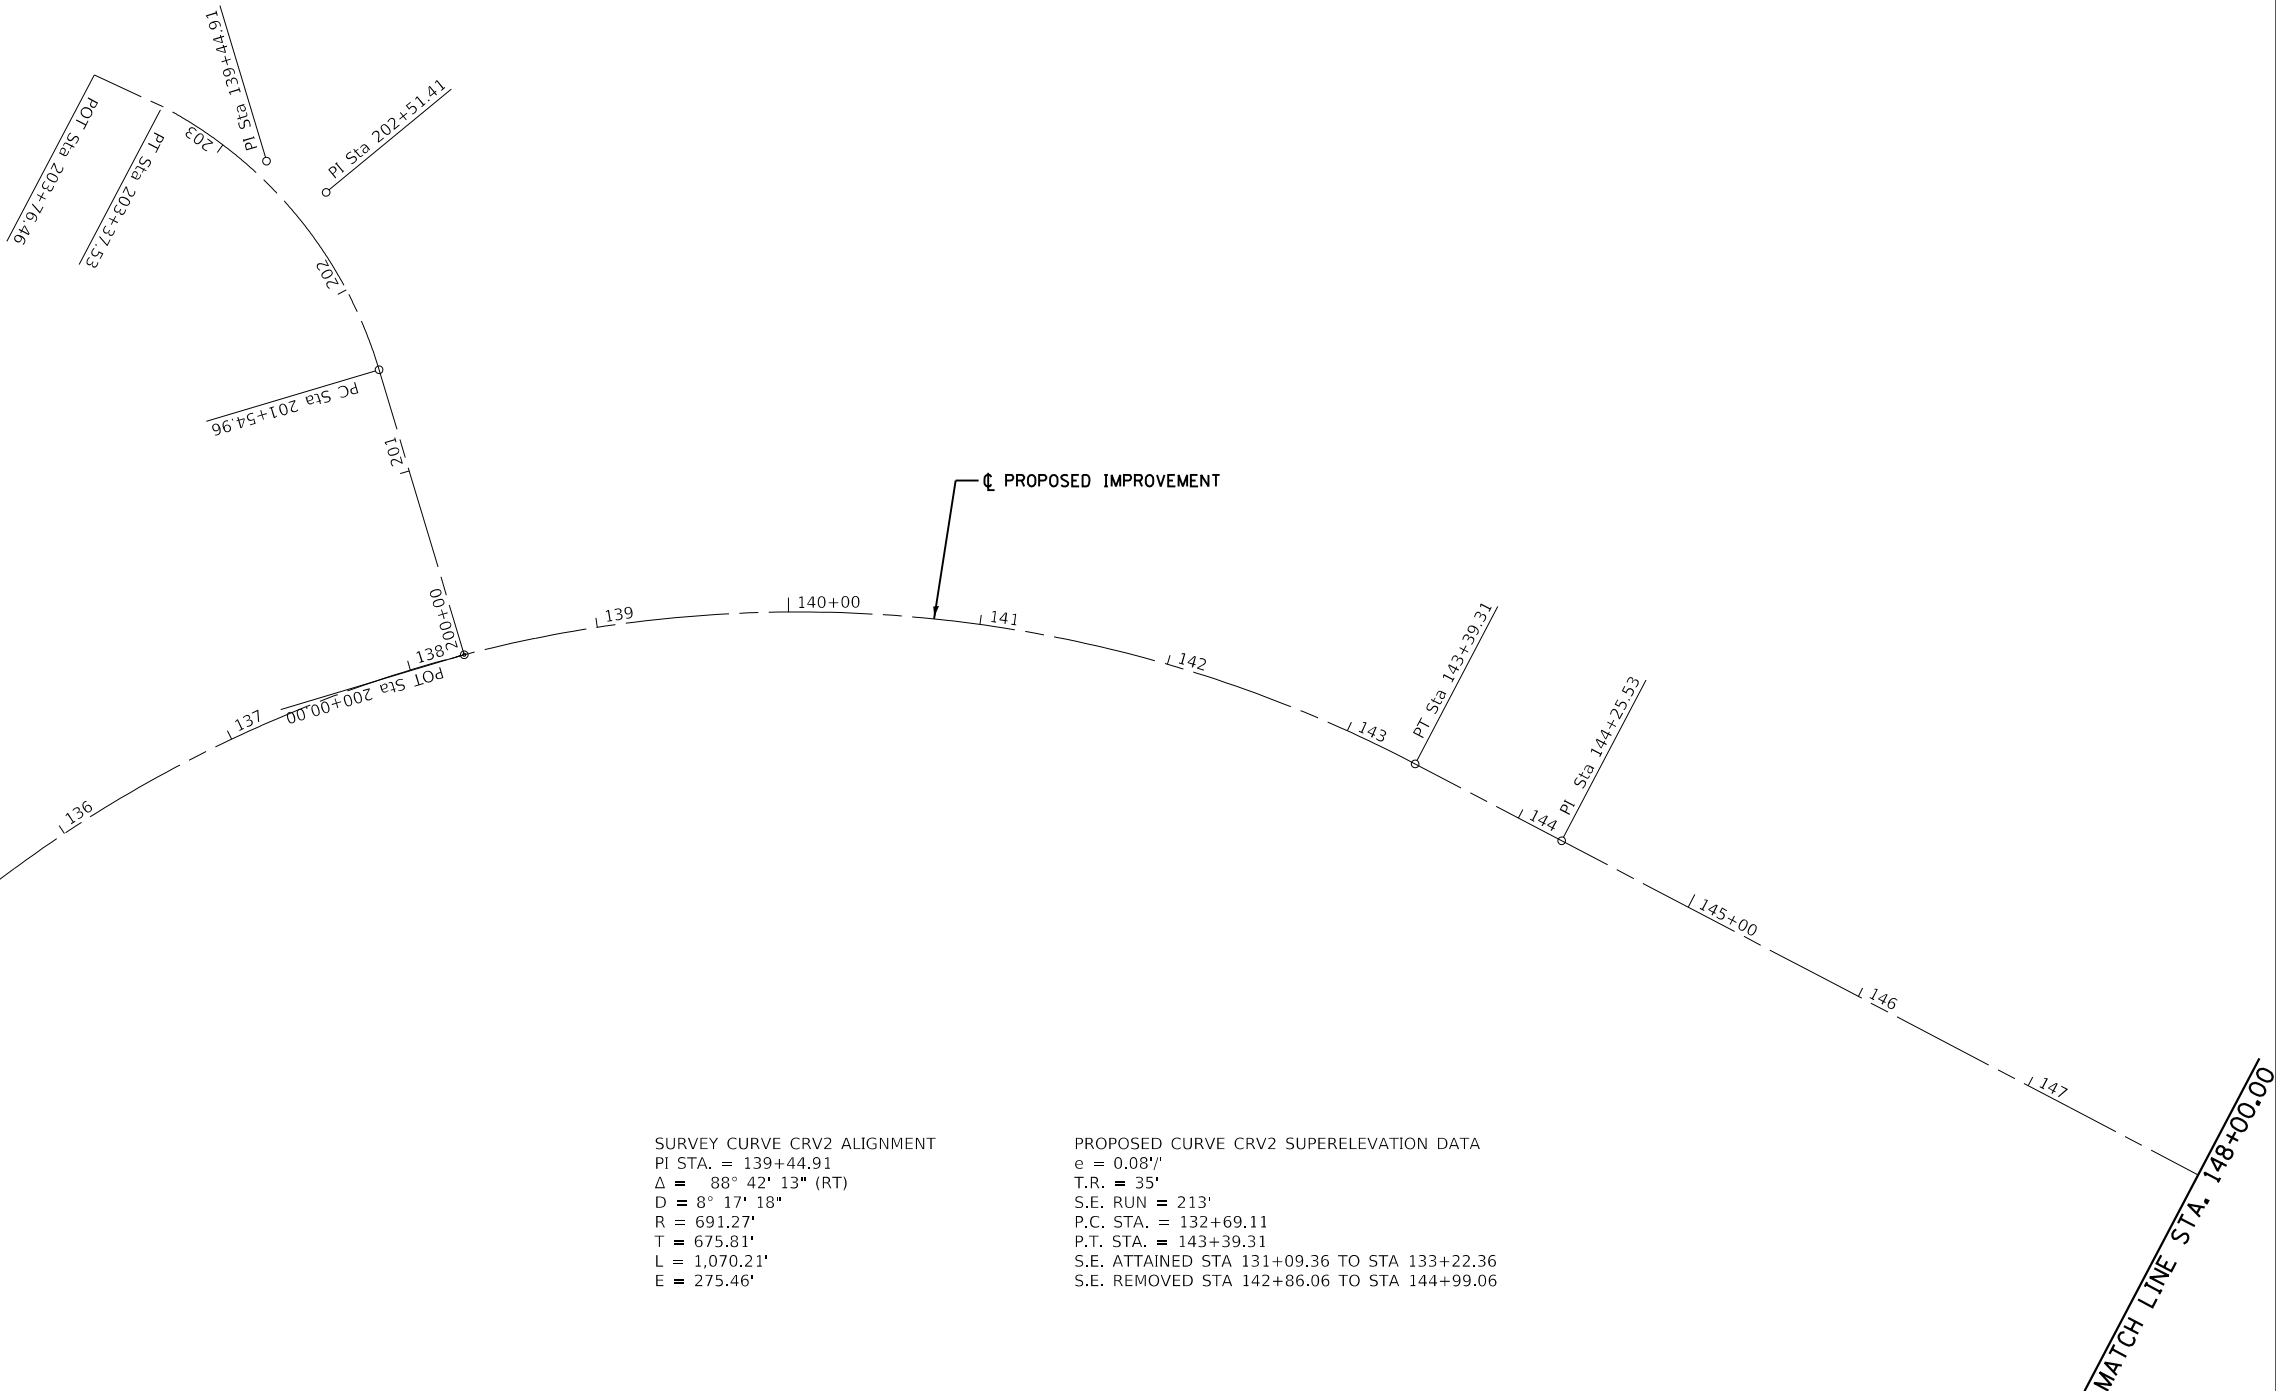 PI Sta 139+44.91
PI Sta 202+51.41
POT Sta 203+76.46
PT Sta 203+37.53
203
202
PC Sta 201+54.96
201
200+00
POT Sta 200+00.00
℄ PROPOSED IMPROVEMENT
136
137
138
139
140+00
141
142
143
PT Sta 143+39.31
144
PI Sta 144+25.53
145+00
146
147
MATCH LINE STA. 148+00.00
SURVEY CURVE CRV2 ALIGNMENT
PI STA. = 139+44.91
Δ = 88° 42' 13" (RT)
D = 8° 17' 18"
R = 691.27'
T = 675.81'
L = 1,070.21'
E = 275.46'
PROPOSED CURVE CRV2 SUPERELEVATION DATA
e = 0.08'/'
T.R. = 35'
S.E. RUN = 213'
P.C. STA. = 132+69.11
P.T. STA. = 143+39.31
S.E. ATTAINED STA 131+09.36 TO STA 133+22.36
S.E. REMOVED STA 142+86.06 TO STA 144+99.06